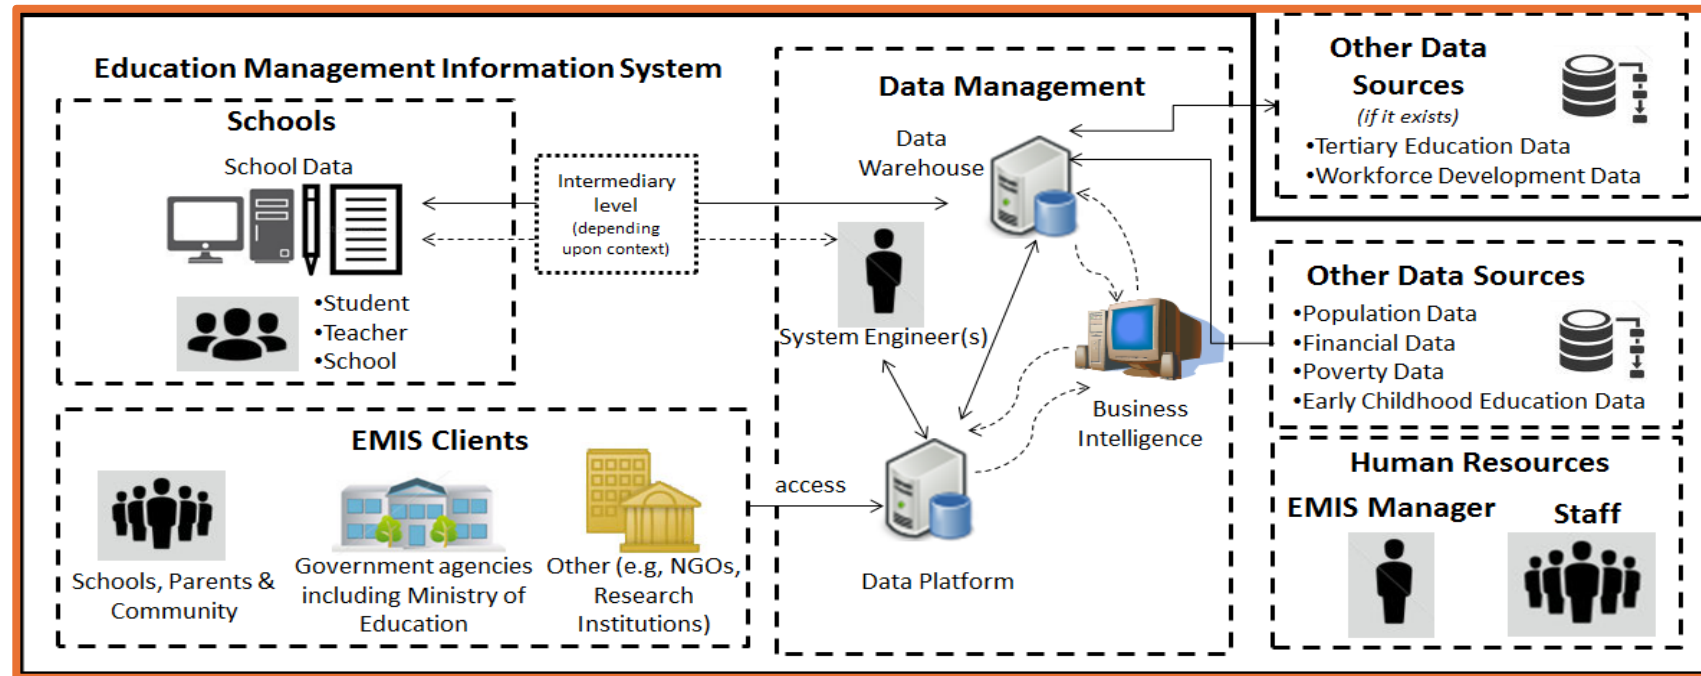 Education Management Information System
Schools
School Data
•Student
•Teacher
•School
Intermediary
level
(depending
upon context)
Data Management
Data
Warehouse
System Engineer(s)
Business
Intelligence
Data Platform
access
EMIS Clients
Schools, Parents &
Community
Government agencies
including Ministry of
Education
Other (e.g, NGOs,
Research
Institutions)
Other Data
Sources
(if it exists)
•Tertiary Education Data
•Workforce Development Data
Other Data Sources
•Population Data
•Financial Data
•Poverty Data
•Early Childhood Education Data
Human Resources
EMIS Manager
Staff